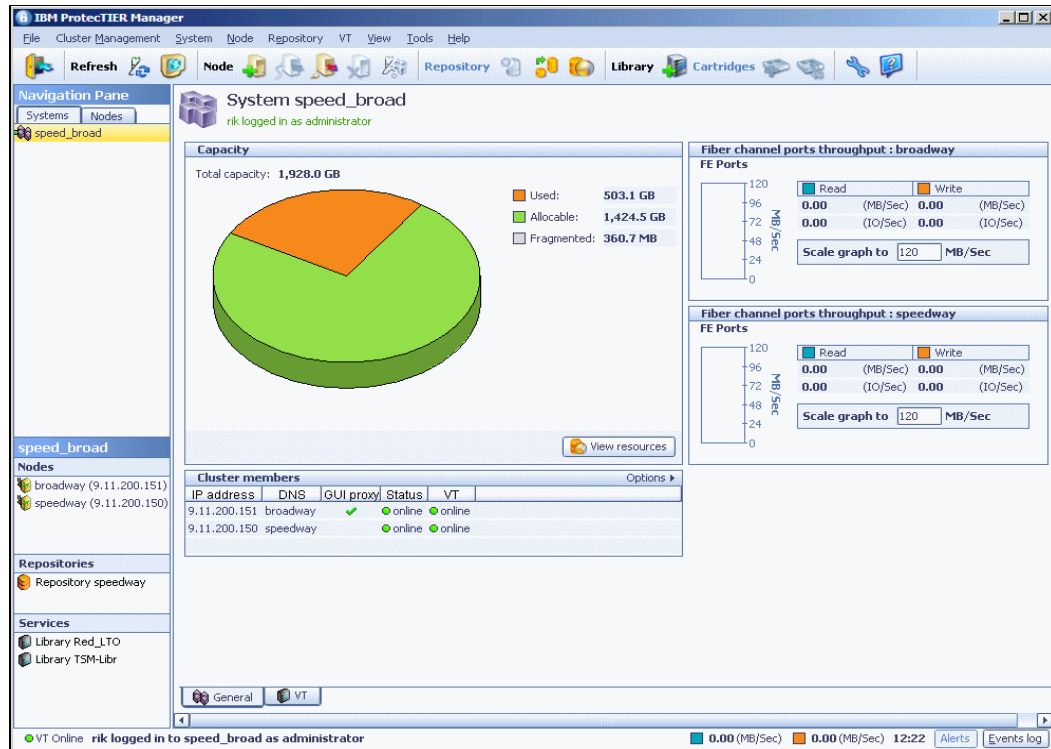 IBM ProtecTIER Manager
File Cluster Management System Node Repository VT View Tools Help
Refresh Node Repository Library Cartridges
Navigation Pane
Systems Nodes
speed_broad
System speed_broad
rik logged in as administrator
Capacity
Total capacity: 1,928.0 GB
Used: 503.1 GB
Allocable: 1,424.5 GB
Fragmented: 360.7 MB
View resources
Fiber channel ports throughput : broadway
FE Ports
120
96
72
48
24
0
MB/Sec
Read Write
0.00 (MB/Sec) 0.00 (MB/Sec)
0.00 (IO/Sec) 0.00 (IO/Sec)
Scale graph to 120 MB/Sec
Fiber channel ports throughput : speedway
FE Ports
120
96
72
48
24
0
MB/Sec
Read Write
0.00 (MB/Sec) 0.00 (MB/Sec)
0.00 (IO/Sec) 0.00 (IO/Sec)
Scale graph to 120 MB/Sec
speed_broad
Nodes
broadway (9.11.200.151)
speedway (9.11.200.150)
Repositories
Repository speedway
Services
Library Red_LTO
Library TSM-Libr
Cluster members Options
IP address DNS GUI proxy Status VT
9.11.200.151 broadway online online
9.11.200.150 speedway online online
General VT
VT Online rik logged in to speed_broad as administrator 0.00 (MB/Sec) 0.00 (MB/Sec) 12:22 Alerts Events log